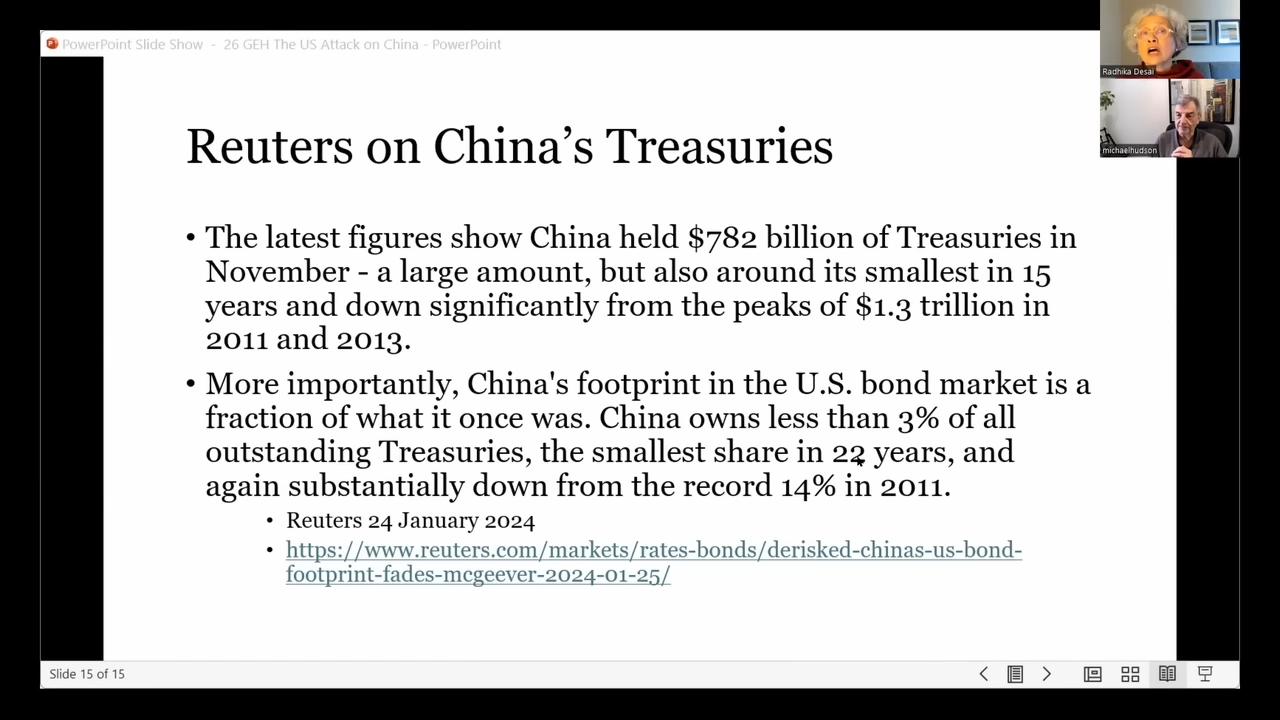 PowerPoint Slide Show - 26 GEH The US Attack on China - PowerPoint
Radhika Desai
michaelhudson
Reuters on China’s Treasuries
• The latest figures show China held $782 billion of Treasuries in
November - a large amount, but also around its smallest in 15
years and down significantly from the peaks of $1.3 trillion in
2011 and 2013.
• More importantly, China's footprint in the U.S. bond market is a
fraction of what it once was. China owns less than 3% of all
outstanding Treasuries, the smallest share in 22 years, and
again substantially down from the record 14% in 2011.
• Reuters 24 January 2024
• https://www.reuters.com/markets/rates-bonds/derisked-chinas-us-bond-
footprint-fades-mcgeever-2024-01-25/
Slide 15 of 15